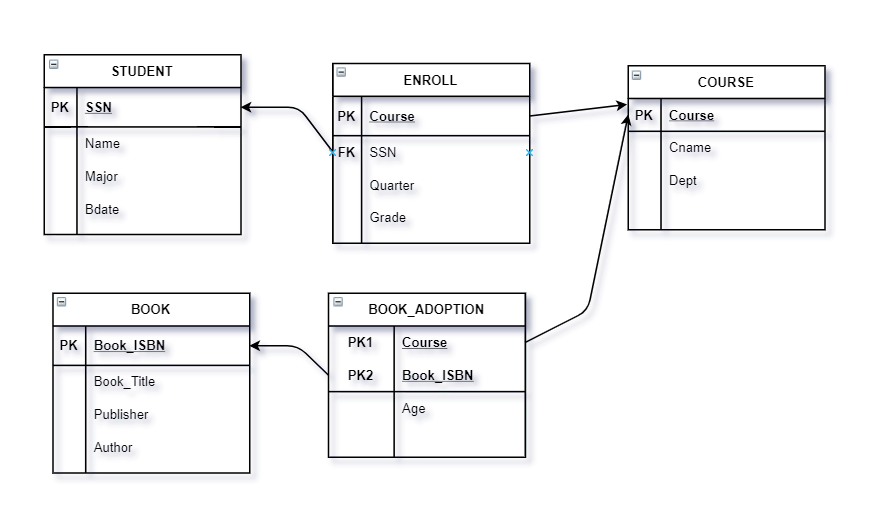 STUDENT
PK SSN
Name
Major
Bdate
ENROLL
PK Course
FK SSN
Quarter
Grade
COURSE
PK Course
Cname
Dept
BOOK
PK Book_ISBN
Book_Title
Publisher
Author
BOOK_ADOPTION
PK1 Course
PK2 Book_ISBN
Age